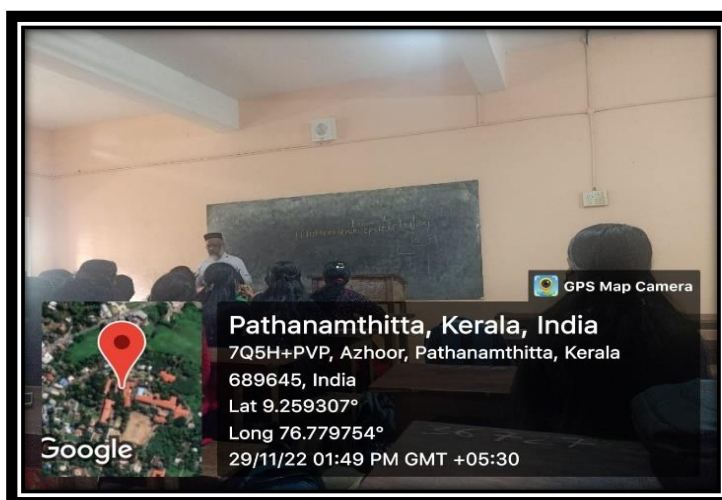 GPS Map Camera
Pathanamthitta, Kerala, India
7Q5H+PVP, Azhoor, Pathanamthitta, Kerala
689645, India
Lat 9.259307°
Long 76.779754°
29/11/22 01:49 PM GMT +05:30
Google